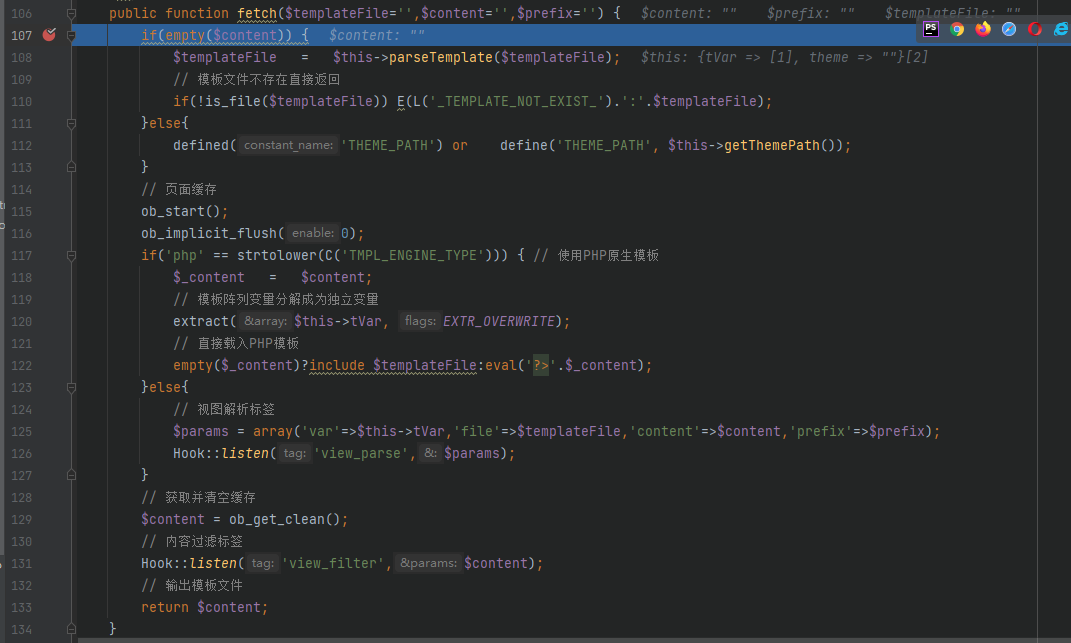 106 public function fetch($templateFile='',$content='',$prefix='') { $content: "" $prefix: "" $templateFile: ""
107 if(empty($content)) { $content: ""
108 $templateFile = $this->parseTemplate($templateFile); $this: {tVar => [1], theme => ""}[2]
109 // 模板文件不存在直接返回
110 if(!is_file($templateFile)) E(L('_TEMPLATE_NOT_EXIST_').':'.$templateFile);
111 }else{
112 defined( constant_name: 'THEME_PATH') or define('THEME_PATH', $this->getThemePath());
113 }
114 // 页面缓存
115 ob_start();
116 ob_implicit_flush( enable: 0);
117 if('php' == strtolower(C('TMPL_ENGINE_TYPE'))) { // 使用PHP原生模板
118 $_content = $content;
119 // 模板阵列变量分解成为独立变量
120 extract( &array: $this->tVar, flags: EXTR_OVERWRITE);
121 // 直接载入PHP模板
122 empty($_content)?include $templateFile:eval('?>'.$_content);
123 }else{
124 // 视图解析标签
125 $params = array('var'=>$this->tVar,'file'=>$templateFile,'content'=>$content,'prefix'=>$prefix);
126 Hook::listen( tag: 'view_parse', &: $params);
127 }
128 // 获取并清空缓存
129 $content = ob_get_clean();
130 // 内容过滤标签
131 Hook::listen( tag: 'view_filter', &params: $content);
132 // 输出模板文件
133 return $content;
134 }
PS